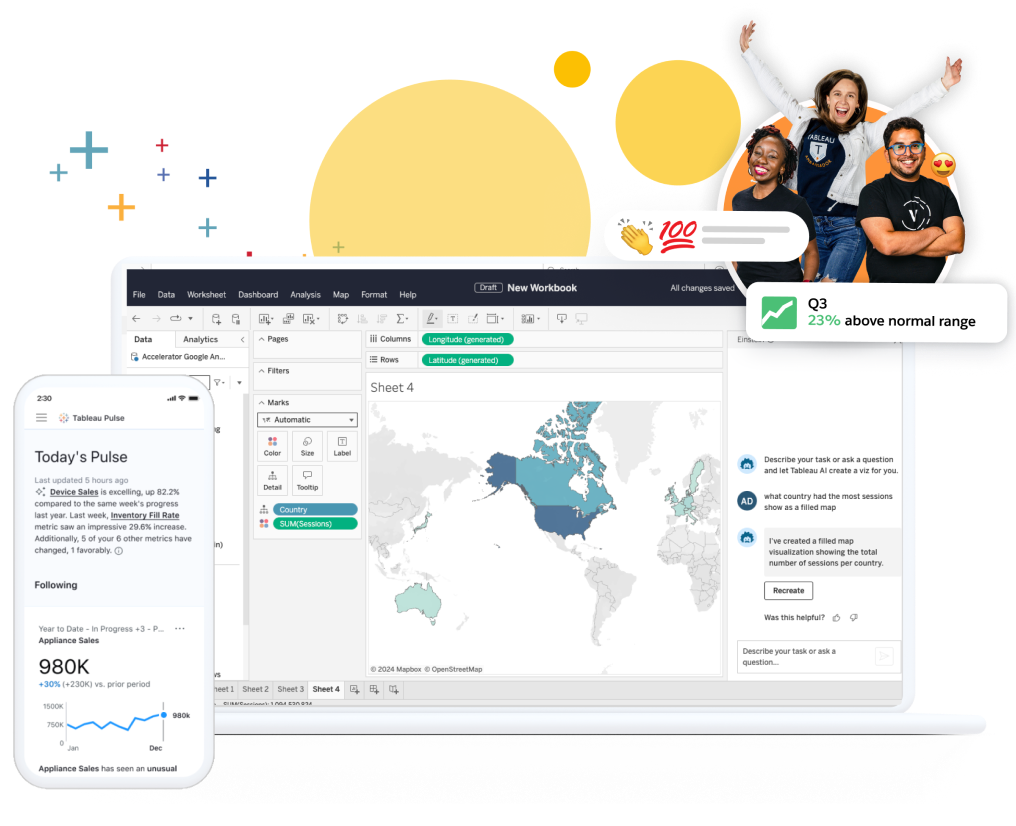 TABLEAU
100
Q3
23% above normal range
File Data Worksheet Dashboard Analysis Map Format Help
Draft New Workbook
All changes saved
Data Analytics
Accelerator Google An...
Pages
Filters
Marks
Automatic
Color Size Label
Detail Tooltip
Country
SUM(Sessions)
Columns Longitude (generated)
Rows Latitude (generated)
Sheet 4
© 2024 Mapbox © OpenStreetMap
Sheet 2 Sheet 3 Sheet 4
Describe your task or ask a question
and let Tableau AI create a viz for you.
AD
what country had the most sessions
show as a filled map
I've created a filled map
visualization showing the total
number of sessions per country.
Recreate
Was this helpful?
Describe your task or ask a
question...
2:30
Tableau Pulse
Today's Pulse
Last updated 5 hours ago
Device Sales is excelling, up 82.2%
compared to the same week's progress
last year. Last week, Inventory Fill Rate
metric saw an impressive 29.6% increase.
Additionally, 5 of your 6 other metrics have
changed, 1 favorably.
Following
Year to Date - In Progress +3 - P...
Appliance Sales
980K
+30% (+230K) vs. prior period
1500K
750K
0
980k
Jan Dec
Appliance Sales has seen an unusual